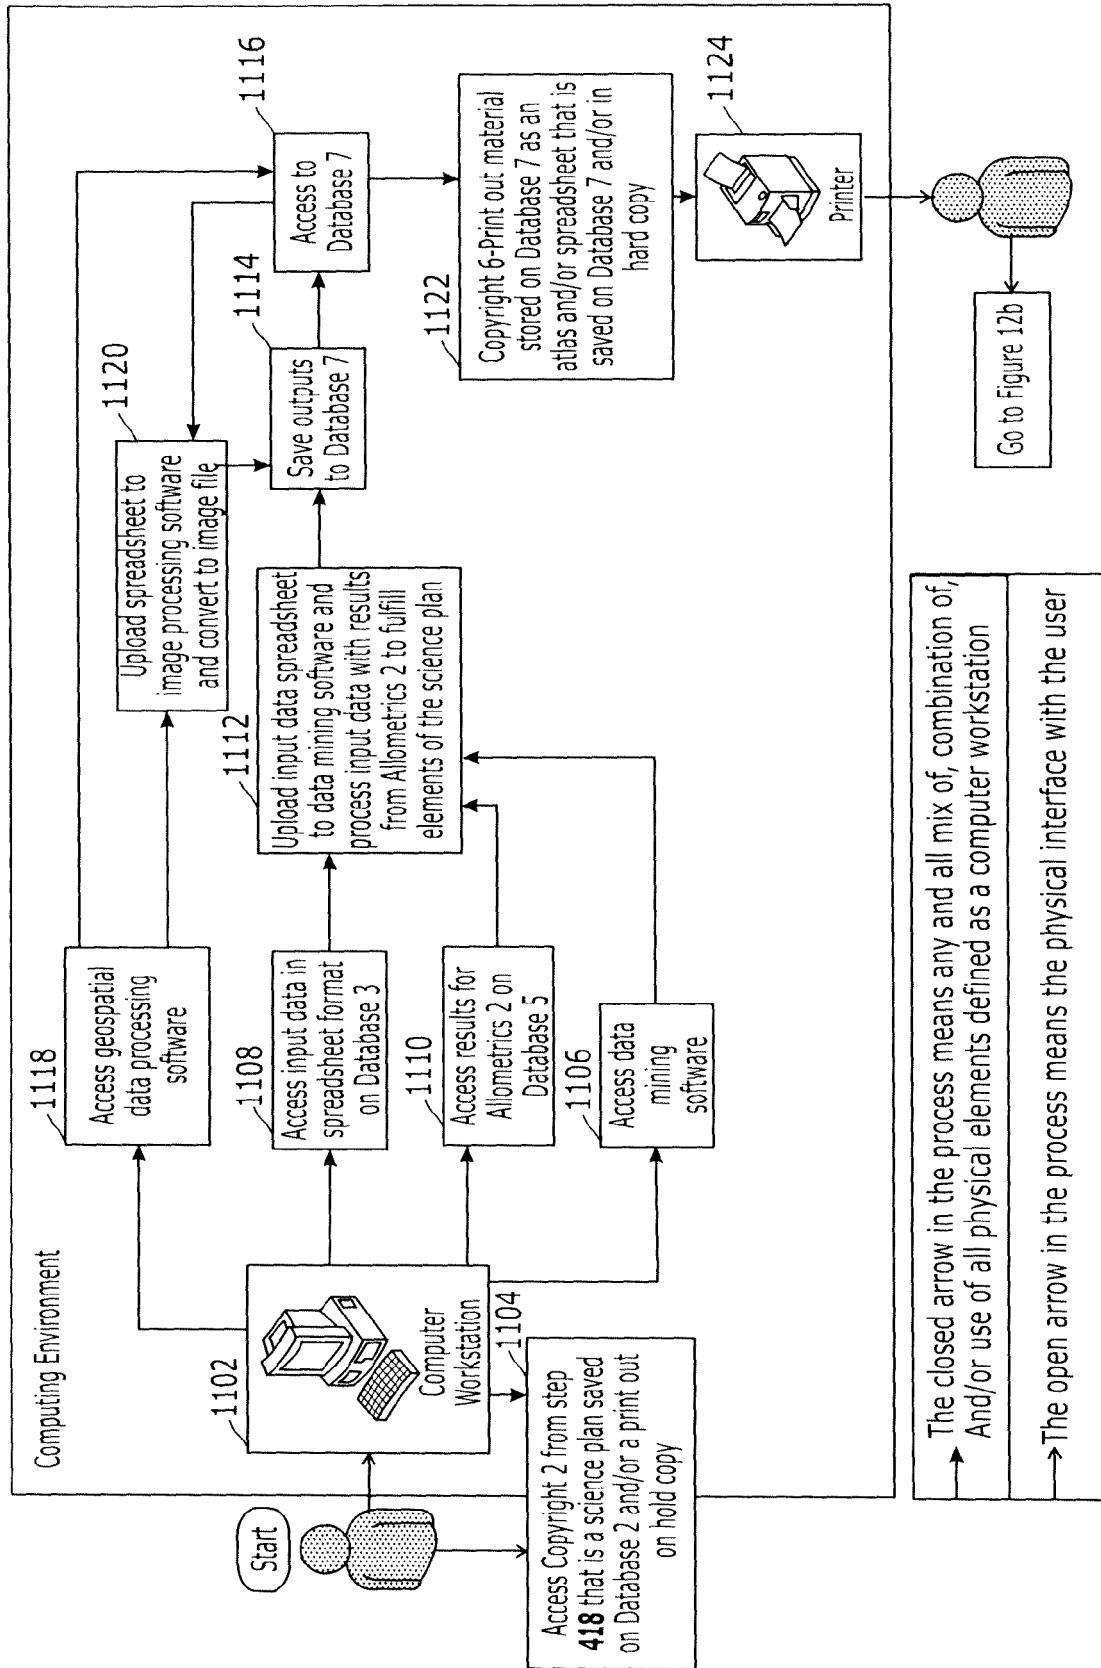 Computing Environment
Start
1102
Computer
Workstation
1104
Access Copyright 2 from step
418 that is a science plan saved
on Database 2 and/or a print out
on hold copy
1118
Access geospatial
data processing
software
1108
Access input data in
spreadsheet format
on Database 3
1110
Access results for
Allometrics 2 on
Database 5
1106
Access data
mining
software
1120
Upload spreadsheet to
image processing software
and convert to image file
1112
Upload input data spreadsheet
to data mining software and
process input data with results
from Allometrics 2 to fulfill
elements of the science plan
1114
Save outputs
to Database 7
1116
Access to
Database 7
1122
Copyright 6-Print out material
stored on Database 7 as an
atlas and/or spreadsheet that is
saved on Database 7 and/or in
hard copy
1124
Printer
Go to Figure 12b
The closed arrow in the process means any and all mix of, combination of,
And/or use of all physical elements defined as a computer workstation
The open arrow in the process means the physical interface with the user